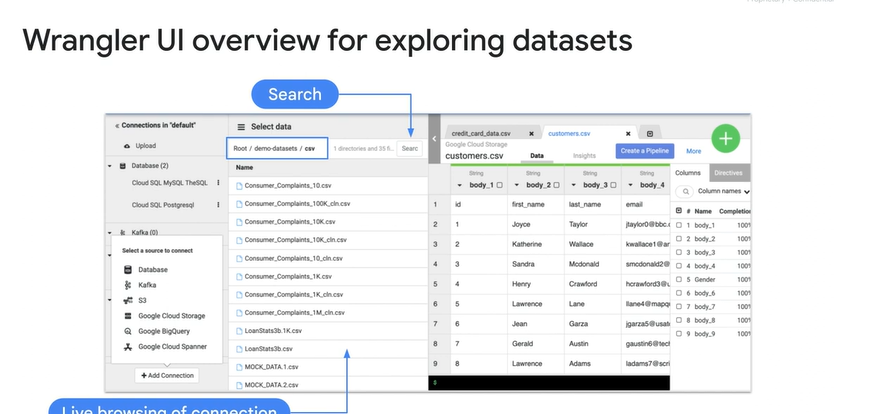 Wrangler UI overview for exploring datasets
Search
« Connections in "default"
Upload
Database (2)
Cloud SQL MySQL TheSQL
Cloud SQL Postgresql
Kafka (0)
Select a source to connect
Database
Kafka
S3
Google Cloud Storage
Google BigQuery
Google Cloud Spanner
+ Add Connection
Select data
Root / demo-datasets / csv
1 directories and 35 fi...
Searc
Name
Consumer_Complaints_10.csv
Consumer_Complaints_100K_cln.csv
Consumer_Complaints_10K.csv
Consumer_Complaints_10K_cln.csv
Consumer_Complaints_10_cln.csv
Consumer_Complaints_1K.csv
Consumer_Complaints_1K_cln.csv
Consumer_Complaints_1M_cln.csv
LoanStats3b.1K.csv
LoanStats3b.csv
MOCK_DATA.1.csv
MOCK_DATA.2.csv
credit_card_data.csv
customers.csv
Google Cloud Storage
customers.csv
Data
Insights
Create a Pipeline
More
String String String String
body_1 body_2 body_3 body_4
1 id first_name last_name email
2 1 Joyce Taylor jtaylor0@bbc.
3 2 Katherine Wallace kwallace1@ar
4 3 Sandra Mcdonald smcdonald2@
5 4 Henry Crawford hcrawford3@
6 5 Lawrence Lane llane4@mapq
7 6 Jean Garza jgarza5@usat
8 7 Gerald Austin gaustin6@tec
9 8 Lawrence Adams ladams7@scri
Columns Directives
Column names
# Name Completion
1 body_1 100%
2 body_2 100%
3 body_3 100%
4 body_4 100%
5 Gender 100%
6 body_6 100%
7 body_7 100%
8 body_8 100%
9 body_9 100%
Live browsing of connection